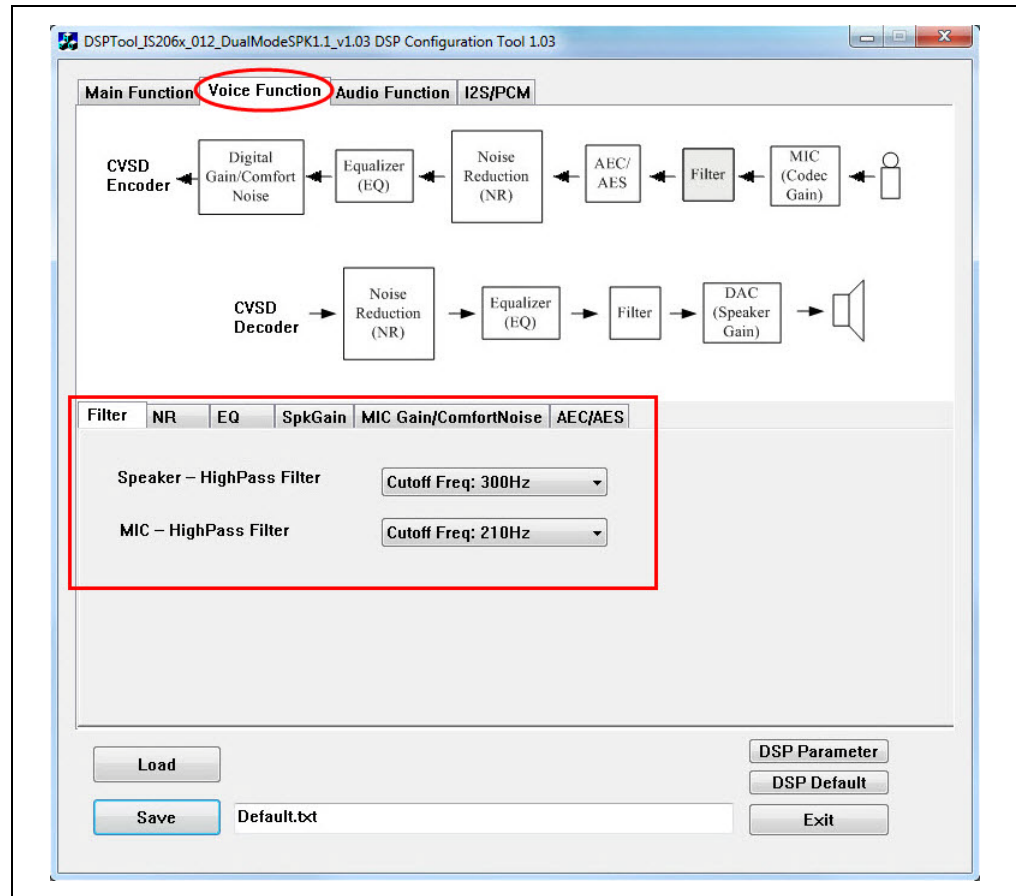 DSPTool_IS206x_012_DualModeSPK1.1_v1.03 DSP Configuration Tool 1.03
Main Function Voice Function Audio Function I2S/PCM
CVSD
Encoder
Digital
Gain/Comfort
Noise
Equalizer
(EQ)
Noise
Reduction
(NR)
AEC/
AES
Filter
MIC
(Codec
Gain)
CVSD
Decoder
Noise
Reduction
(NR)
Equalizer
(EQ)
Filter
DAC
(Speaker
Gain)
Filter NR EQ SpkGain MIC Gain/ComfortNoise AEC/AES
Speaker – HighPass Filter Cutoff Freq: 300Hz
MIC – HighPass Filter Cutoff Freq: 210Hz
Load
DSP Parameter
DSP Default
Save Default.txt Exit